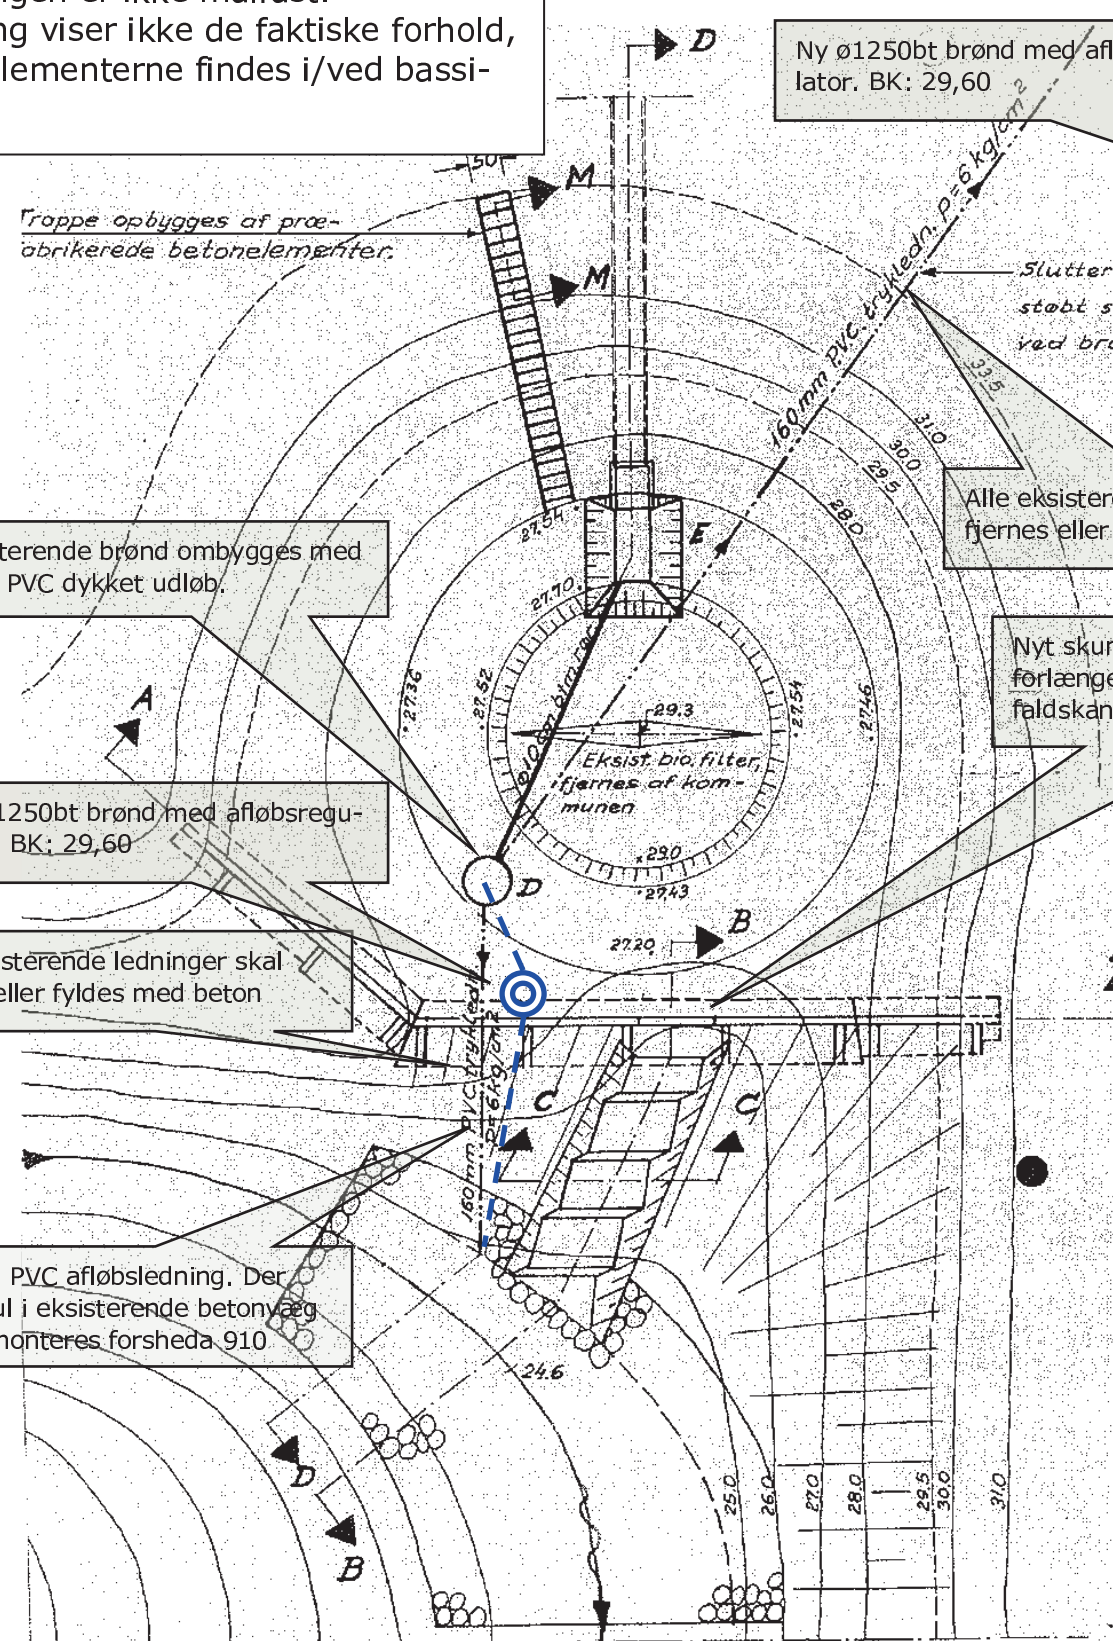 ng viser ikke de faktiske forhold,
lementerne findes i/ved bassi-
D
Ny ø1250bt brønd med afl
lator. BK: 29,60
50
M
Trappe opbygges af præ-
abrikerede betonelementer.
M
160 mm PVC. trykledn. P=6 kg/cm²
Slutter
støbt s
ved brø
33.5
31.0
30.0
29.5
28.0
Alle eksister
fjernes eller
27.54
E
terende brønd ombygges med
PVC dykket udløb.
27.70
27.36
27.52
27.54
27.46
Nyt skur
forlænge
faldskan
A
29.3
Eksist. bio. filter,
fjernes af kom-
munen
1250bt brønd med afløbsregu-
BK: 29,60
29.0
27.43
D
B
27.20
sterende ledninger skal
eller fyldes med beton
160 mm PVC trykledn.
P=6 kg/cm²
C
C
PVC afløbsledning. Der
ul i eksisterende betonvæg
monteres forsheda 910
24.6
D
B
25.0
26.0
27.0
28.0
29.5
30.0
31.0